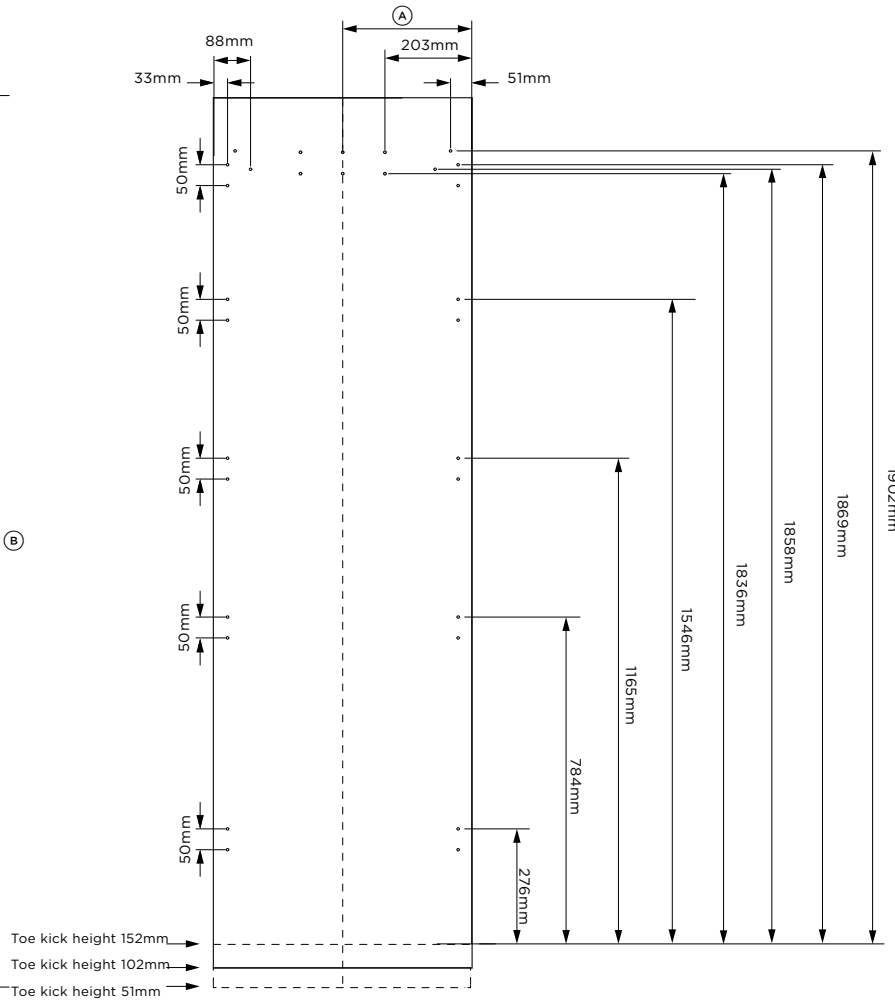 A
88mm
203mm
33mm
51mm
50mm
50mm
50mm
50mm
50mm
B
1902mm
1869mm
1858mm
1836mm
1546mm
1165mm
784mm
276mm
Toe kick height 152mm
Toe kick height 102mm
Toe kick height 51mm